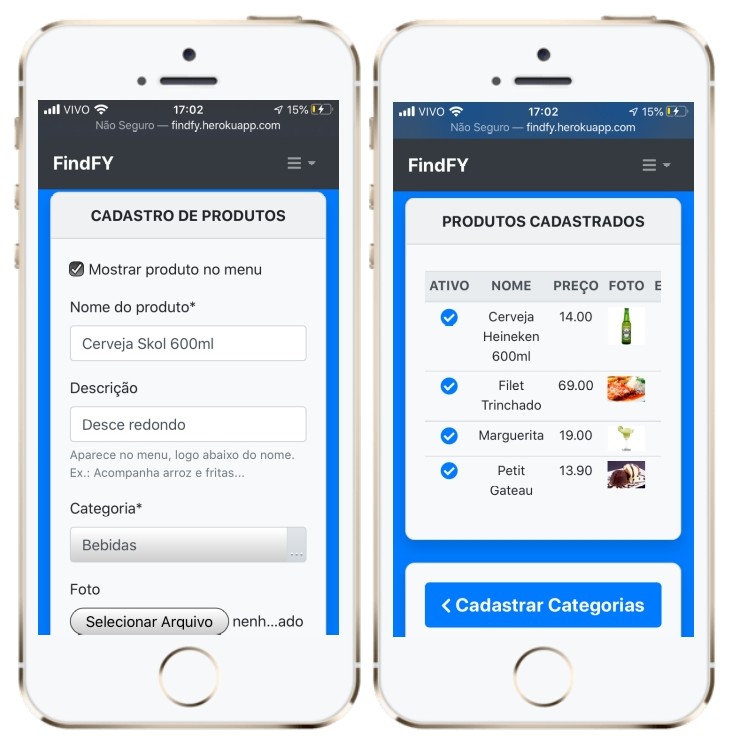 VIVO 17:02 15%
Não Seguro — findfy.herokuapp.com
FindFY
CADASTRO DE PRODUTOS
Mostrar produto no menu
Nome do produto*
Cerveja Skol 600ml
Descrição
Desce redondo
Aparece no menu, logo abaixo do nome.
Ex.: Acompanha arroz e fritas...
Categoria*
Bebidas
...
Foto
Selecionar Arquivo nenh...ado
VIVO 17:02 15%
Não Seguro — findfy.herokuapp.com
FindFY
PRODUTOS CADASTRADOS
ATIVO NOME PREÇO FOTO E
Cerveja 14.00
Heineken
600ml
Filet 69.00
Trinchado
Marguerita 19.00
Petit 13.90
Gateau
Cadastrar Categorias